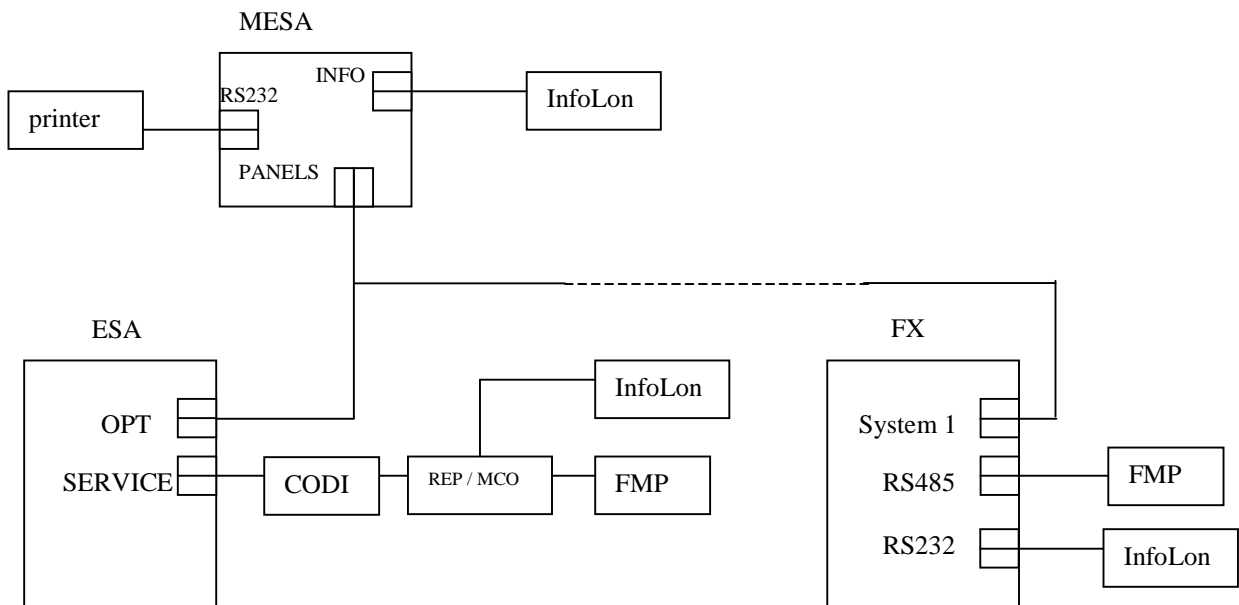 MESA
INFO
RS232
InfoLon
printer
PANELS
ESA
FX
InfoLon
OPT
System 1
SERVICE
CODI
REP / MCO
FMP
RS485
FMP
RS232
InfoLon